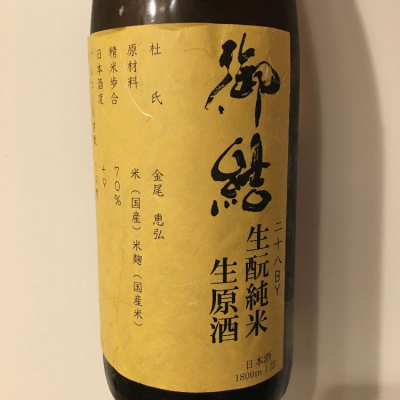 御結
二十八BY
生酛純米
生原酒
日本酒
1800ml 詰
杜氏 金尾 恵弘
原材料 米(国産)米麹(国産米)
精米歩合 70%
日本酒度 +9